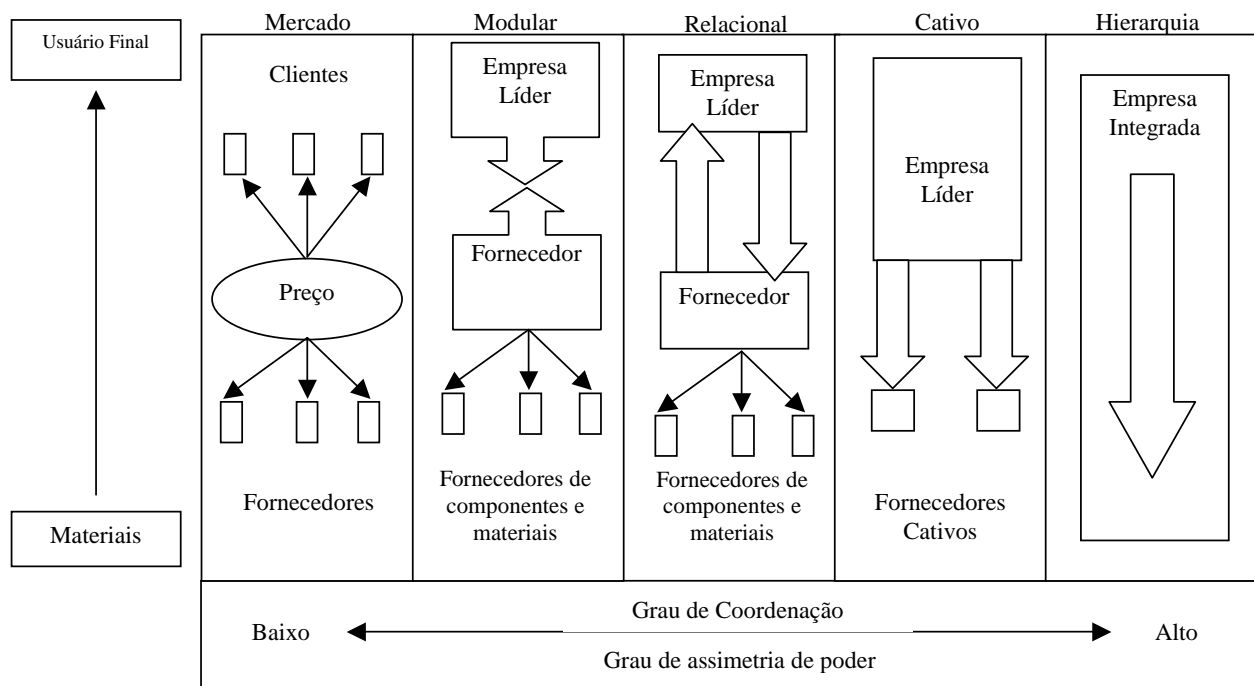 Mercado
Modular
Relacional
Cativo
Hierarquia
Usuário Final
Materiais
Clientes
Preço
Fornecedores
Empresa
Líder
Fornecedor
Fornecedores de
componentes e
materiais
Empresa
Líder
Fornecedor
Fornecedores de
componentes e
materiais
Empresa
Líder
Fornecedores
Cativos
Empresa
Integrada
Grau de Coordenação
Baixo
Alto
Grau de assimetria de poder